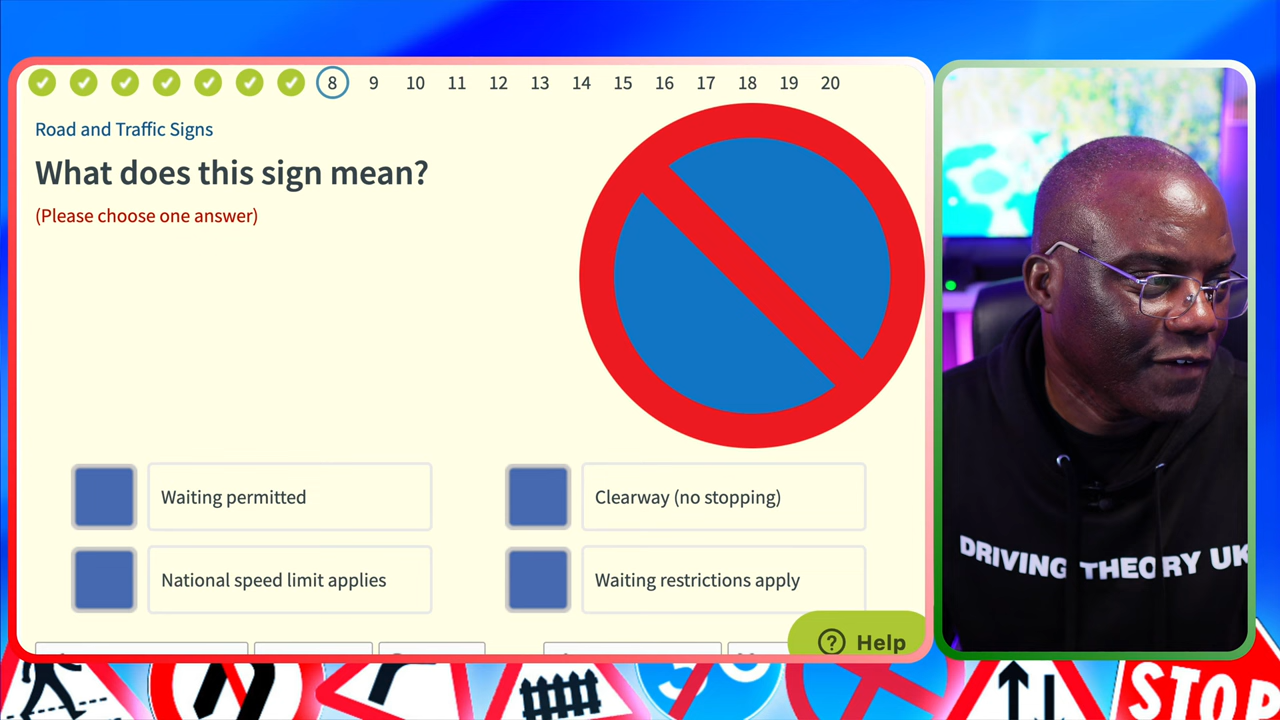 8 9 10 11 12 13 14 15 16 17 18 19 20
Road and Traffic Signs
What does this sign mean?
(Please choose one answer)
Waiting permitted
Clearway (no stopping)
National speed limit applies
Waiting restrictions apply
? Help
DRIVING THEORY UK
STOP